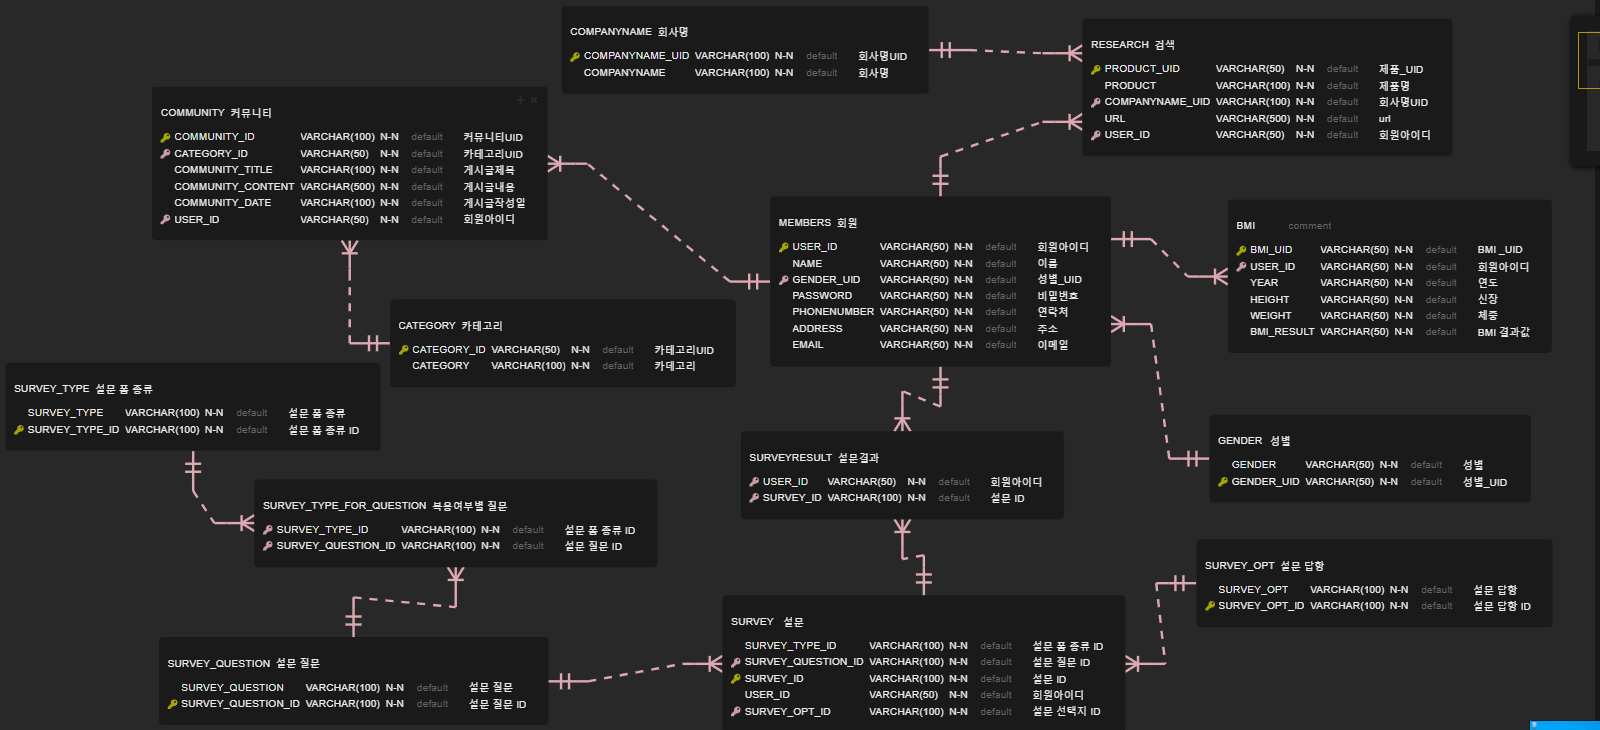 COMPANYNAME 회사명
COMPANYNAME_UID VARCHAR(100) N-N default 회사명UID
COMPANYNAME VARCHAR(100) N-N default 회사명
RESEARCH 검색
PRODUCT_UID VARCHAR(50) N-N default 제품_UID
PRODUCT VARCHAR(100) N-N default 제품명
COMPANYNAME_UID VARCHAR(100) N-N default 회사명UID
URL VARCHAR(500) N-N default url
USER_ID VARCHAR(50) N-N default 회원아이디
COMMUNITY 커뮤니티
COMMUNITY_ID VARCHAR(100) N-N default 커뮤니티UID
CATEGORY_ID VARCHAR(50) N-N default 카테고리UID
COMMUNITY_TITLE VARCHAR(100) N-N default 게시글제목
COMMUNITY_CONTENT VARCHAR(500) N-N default 게시글내용
COMMUNITY_DATE VARCHAR(100) N-N default 게시글작성일
USER_ID VARCHAR(50) N-N default 회원아이디
MEMBERS 회원
USER_ID VARCHAR(50) N-N default 회원아이디
NAME VARCHAR(50) N-N default 이름
GENDER_UID VARCHAR(50) N-N default 성별_UID
PASSWORD VARCHAR(50) N-N default 비밀번호
PHONENUMBER VARCHAR(50) N-N default 연락처
ADDRESS VARCHAR(50) N-N default 주소
EMAIL VARCHAR(50) N-N default 이메일
BMI comment
BMI_UID VARCHAR(50) N-N default BMI_UID
USER_ID VARCHAR(50) N-N default 회원아이디
YEAR VARCHAR(50) N-N default 연도
HEIGHT VARCHAR(50) N-N default 신장
WEIGHT VARCHAR(50) N-N default 체중
BMI_RESULT VARCHAR(50) N-N default BMI 결과값
CATEGORY 카테고리
CATEGORY_ID VARCHAR(50) N-N default 카테고리UID
CATEGORY VARCHAR(100) N-N default 카테고리
SURVEY_TYPE 설문 폼 종류
SURVEY_TYPE VARCHAR(100) N-N default 설문 폼 종류
SURVEY_TYPE_ID VARCHAR(100) N-N default 설문 폼 종류 ID
GENDER 성별
GENDER VARCHAR(50) N-N default 성별
GENDER_UID VARCHAR(50) N-N default 성별_UID
SURVEYRESULT 설문결과
USER_ID VARCHAR(50) N-N default 회원아이디
SURVEY_ID VARCHAR(100) N-N default 설문 ID
SURVEY_TYPE_FOR_QUESTION 복용여부별 질문
SURVEY_TYPE_ID VARCHAR(100) N-N default 설문 폼 종류 ID
SURVEY_QUESTION_ID VARCHAR(100) N-N default 설문 질문 ID
SURVEY_OPT 설문 답항
SURVEY_OPT VARCHAR(100) N-N default 설문 답항
SURVEY_OPT_ID VARCHAR(100) N-N default 설문 답항 ID
SURVEY 설문
SURVEY_TYPE_ID VARCHAR(100) N-N default 설문 폼 종류 ID
SURVEY_QUESTION_ID VARCHAR(100) N-N default 설문 질문 ID
SURVEY_ID VARCHAR(100) N-N default 설문 ID
USER_ID VARCHAR(50) N-N default 회원아이디
SURVEY_OPT_ID VARCHAR(100) N-N default 설문 선택지 ID
SURVEY_QUESTION 설문 질문
SURVEY_QUESTION VARCHAR(100) N-N default 설문 질문
SURVEY_QUESTION_ID VARCHAR(100) N-N default 설문 질문 ID